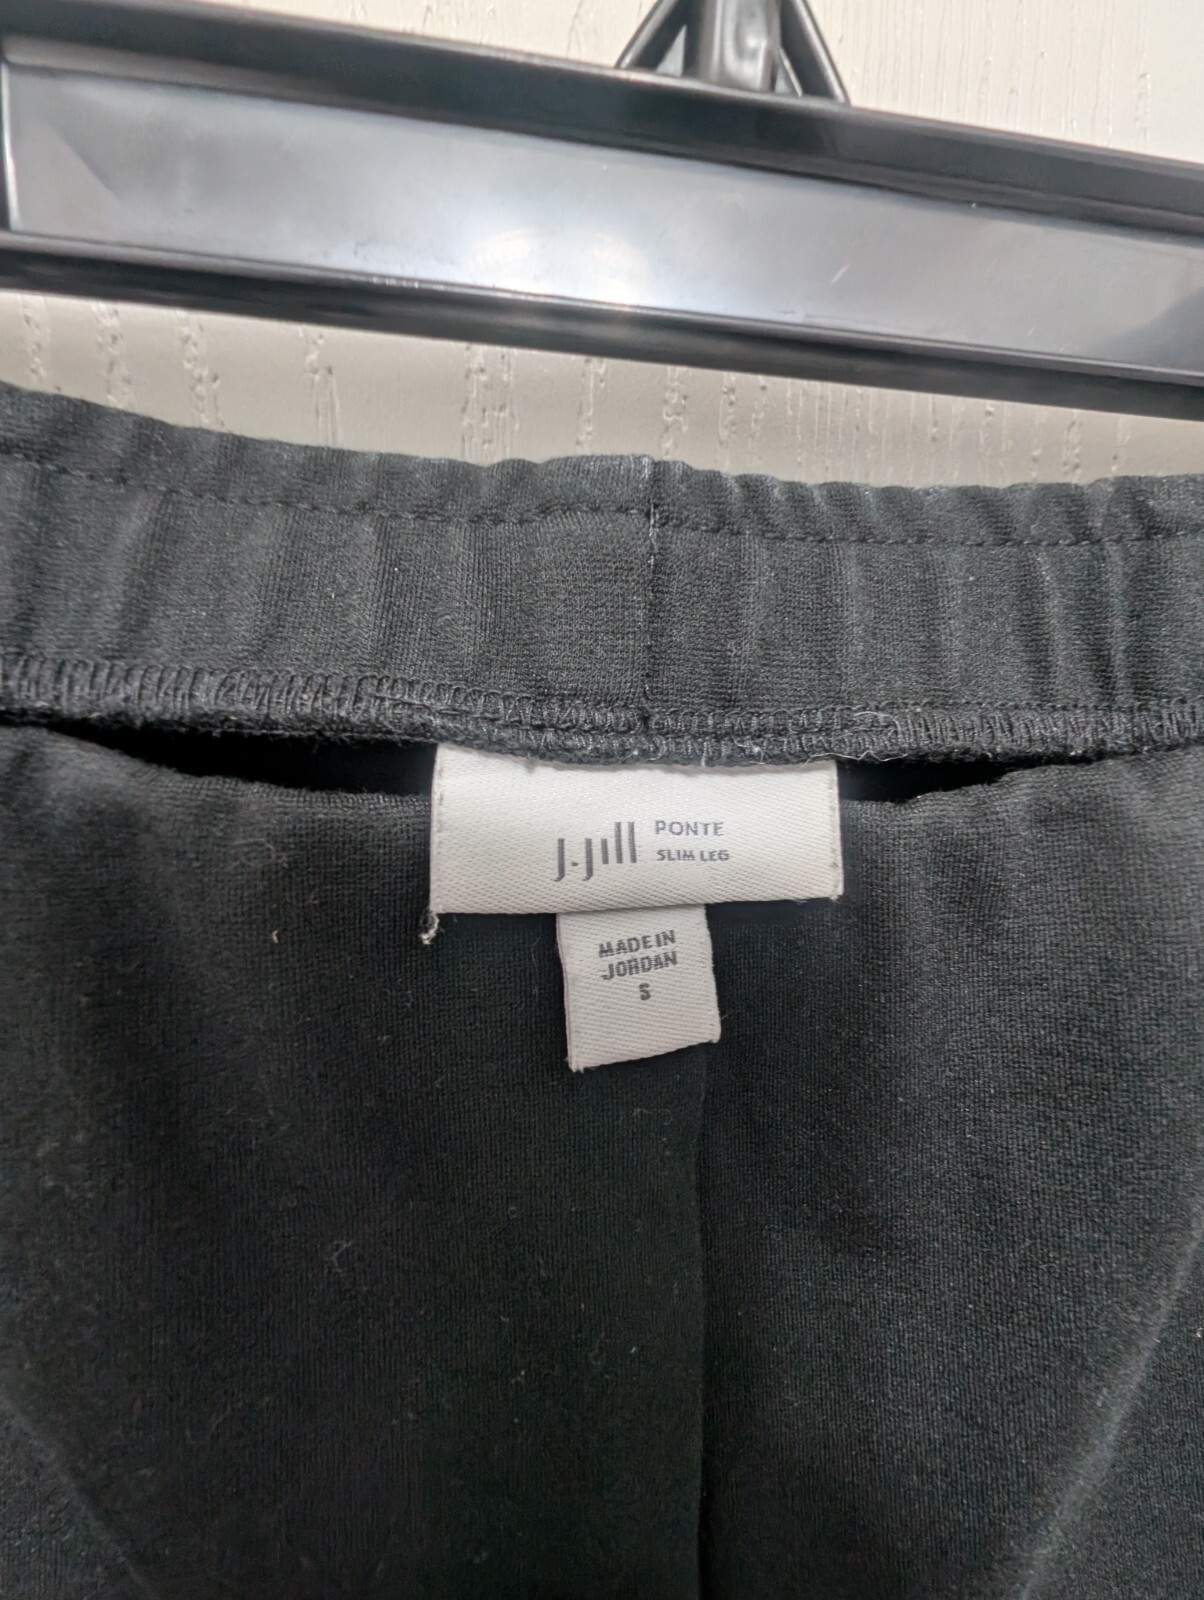 J.Jill PONTE
SLIM LEG
MADE IN
JORDAN
S